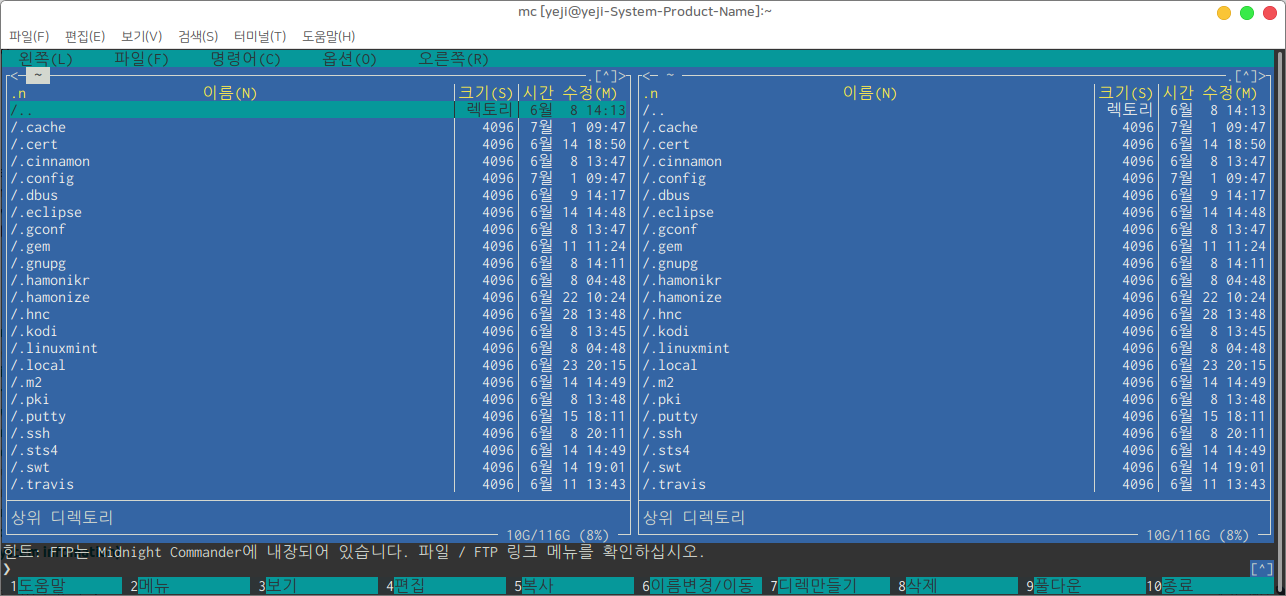 mc [yeji@yeji-System-Product-Name]:~
파일(F) 편집(E) 보기(V) 검색(S) 터미널(T) 도움말(H)
왼쪽(L) 파일(F) 명령어(C) 옵션(O) 오른쪽(R)
<─ ~ .[^]> <─ ~ .[^]>
.n 이름(N) 크기(S) 시간 수정(M) .n 이름(N) 크기(S) 시간 수정(M)
/.. 렉토리 6월 8 14:13 /.. 렉토리 6월 8 14:13
/.cache 4096 7월 1 09:47 /.cache 4096 7월 1 09:47
/.cert 4096 6월 14 18:50 /.cert 4096 6월 14 18:50
/.cinnamon 4096 6월 8 13:47 /.cinnamon 4096 6월 8 13:47
/.config 4096 7월 1 09:47 /.config 4096 7월 1 09:47
/.dbus 4096 6월 9 14:17 /.dbus 4096 6월 9 14:17
/.eclipse 4096 6월 14 14:48 /.eclipse 4096 6월 14 14:48
/.gconf 4096 6월 8 13:47 /.gconf 4096 6월 8 13:47
/.gem 4096 6월 11 11:24 /.gem 4096 6월 11 11:24
/.gnupg 4096 6월 8 14:11 /.gnupg 4096 6월 8 14:11
/.hamonikr 4096 6월 8 04:48 /.hamonikr 4096 6월 8 04:48
/.hamonize 4096 6월 22 10:24 /.hamonize 4096 6월 22 10:24
/.hnc 4096 6월 28 13:48 /.hnc 4096 6월 28 13:48
/.kodi 4096 6월 8 13:45 /.kodi 4096 6월 8 13:45
/.linuxmint 4096 6월 8 04:48 /.linuxmint 4096 6월 8 04:48
/.local 4096 6월 23 20:15 /.local 4096 6월 23 20:15
/.m2 4096 6월 14 14:49 /.m2 4096 6월 14 14:49
/.pki 4096 6월 8 13:48 /.pki 4096 6월 8 13:48
/.putty 4096 6월 15 18:11 /.putty 4096 6월 15 18:11
/.ssh 4096 6월 8 20:11 /.ssh 4096 6월 8 20:11
/.sts4 4096 6월 14 14:49 /.sts4 4096 6월 14 14:49
/.swt 4096 6월 14 19:01 /.swt 4096 6월 14 19:01
/.travis 4096 6월 11 13:43 /.travis 4096 6월 11 13:43
상위 디렉토리 상위 디렉토리
10G/116G (8%) 10G/116G (8%)
힌트: FTP는 Midnight Commander에 내장되어 있습니다. 파일 / FTP 링크 메뉴를 확인하십시오.
❯ [^]
1도움말 2메뉴 3보기 4편집 5복사 6이름변경/이동 7디렉만들기 8삭제 9풀다운 10종료